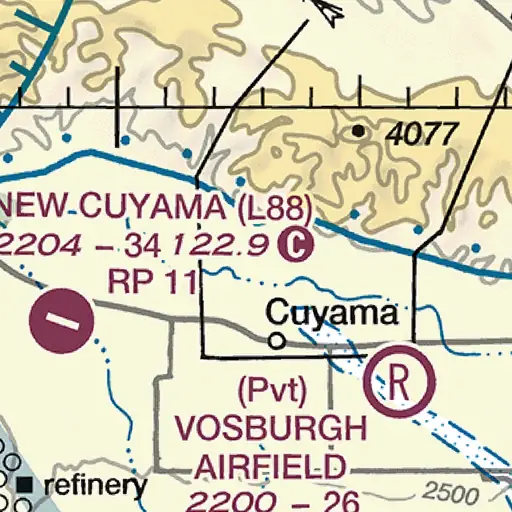 4077
NEW CUYAMA (L88)
2204 - 34 122.9 C
RP 11
Cuyama
R
(Pvt)
VOSBURGH
AIRFIELD
2200 - 26
refinery
2500